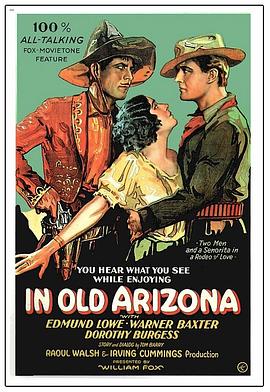 100%
ALL-TALKING
FOX-MOVIETONE
FEATURE
-Two Men
and a Senorita in
a Rodeo of Love-
YOU HEAR WHAT YOU SEE
WHILE ENJOYING
IN OLD ARIZONA
WITH
EDMUND LOWE · WARNER BAXTER
DOROTHY BURGESS
STORY and DIALOG by TOM BARRY
RAOUL WALSH & IRVING CUMMINGS Production
PRESENTED BY
WILLIAM FOX